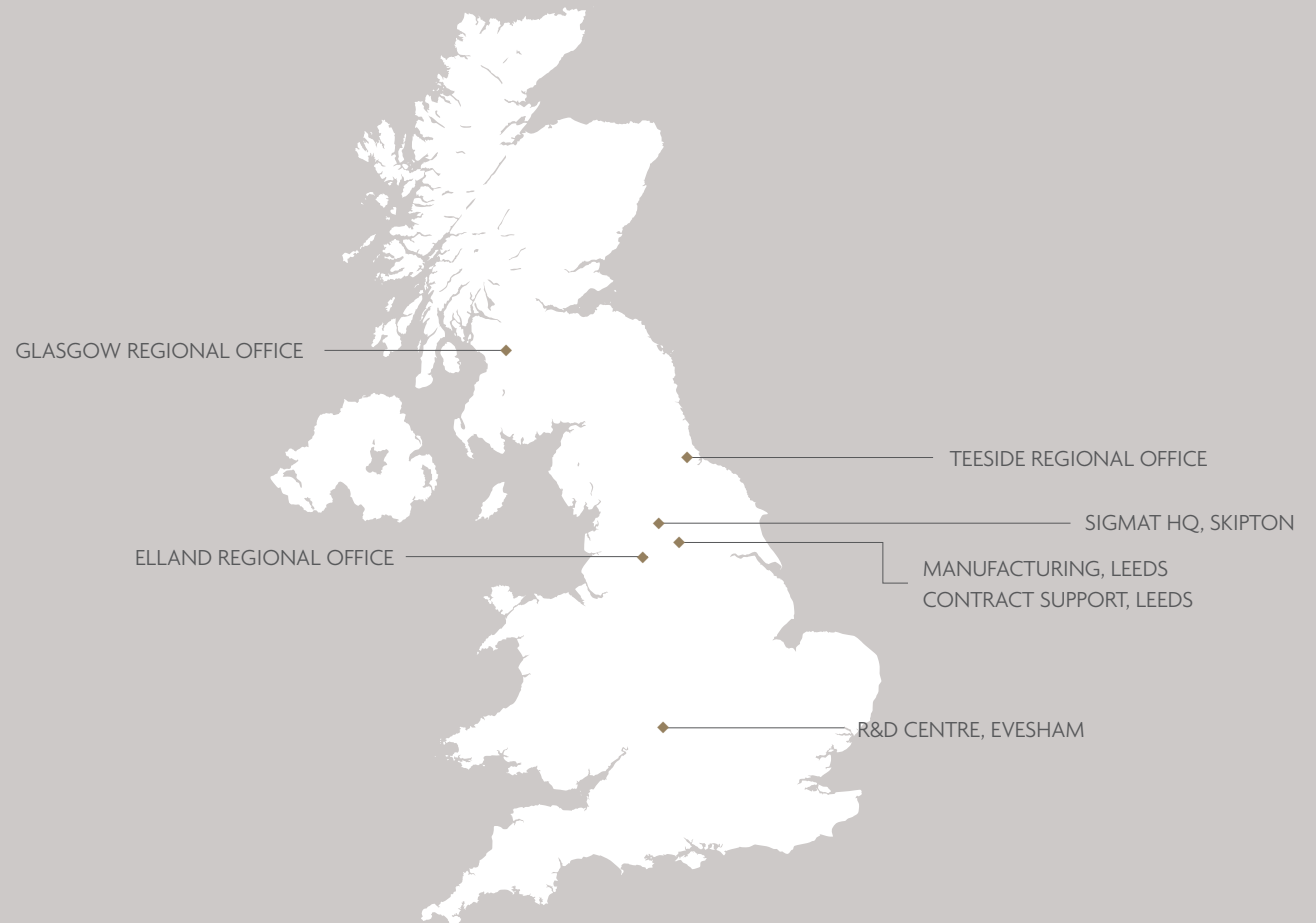 GLASGOW REGIONAL OFFICE
TEESIDE REGIONAL OFFICE
SIGMAT HQ, SKIPTON
ELLAND REGIONAL OFFICE
MANUFACTURING, LEEDS
CONTRACT SUPPORT, LEEDS
R&D CENTRE, EVESHAM